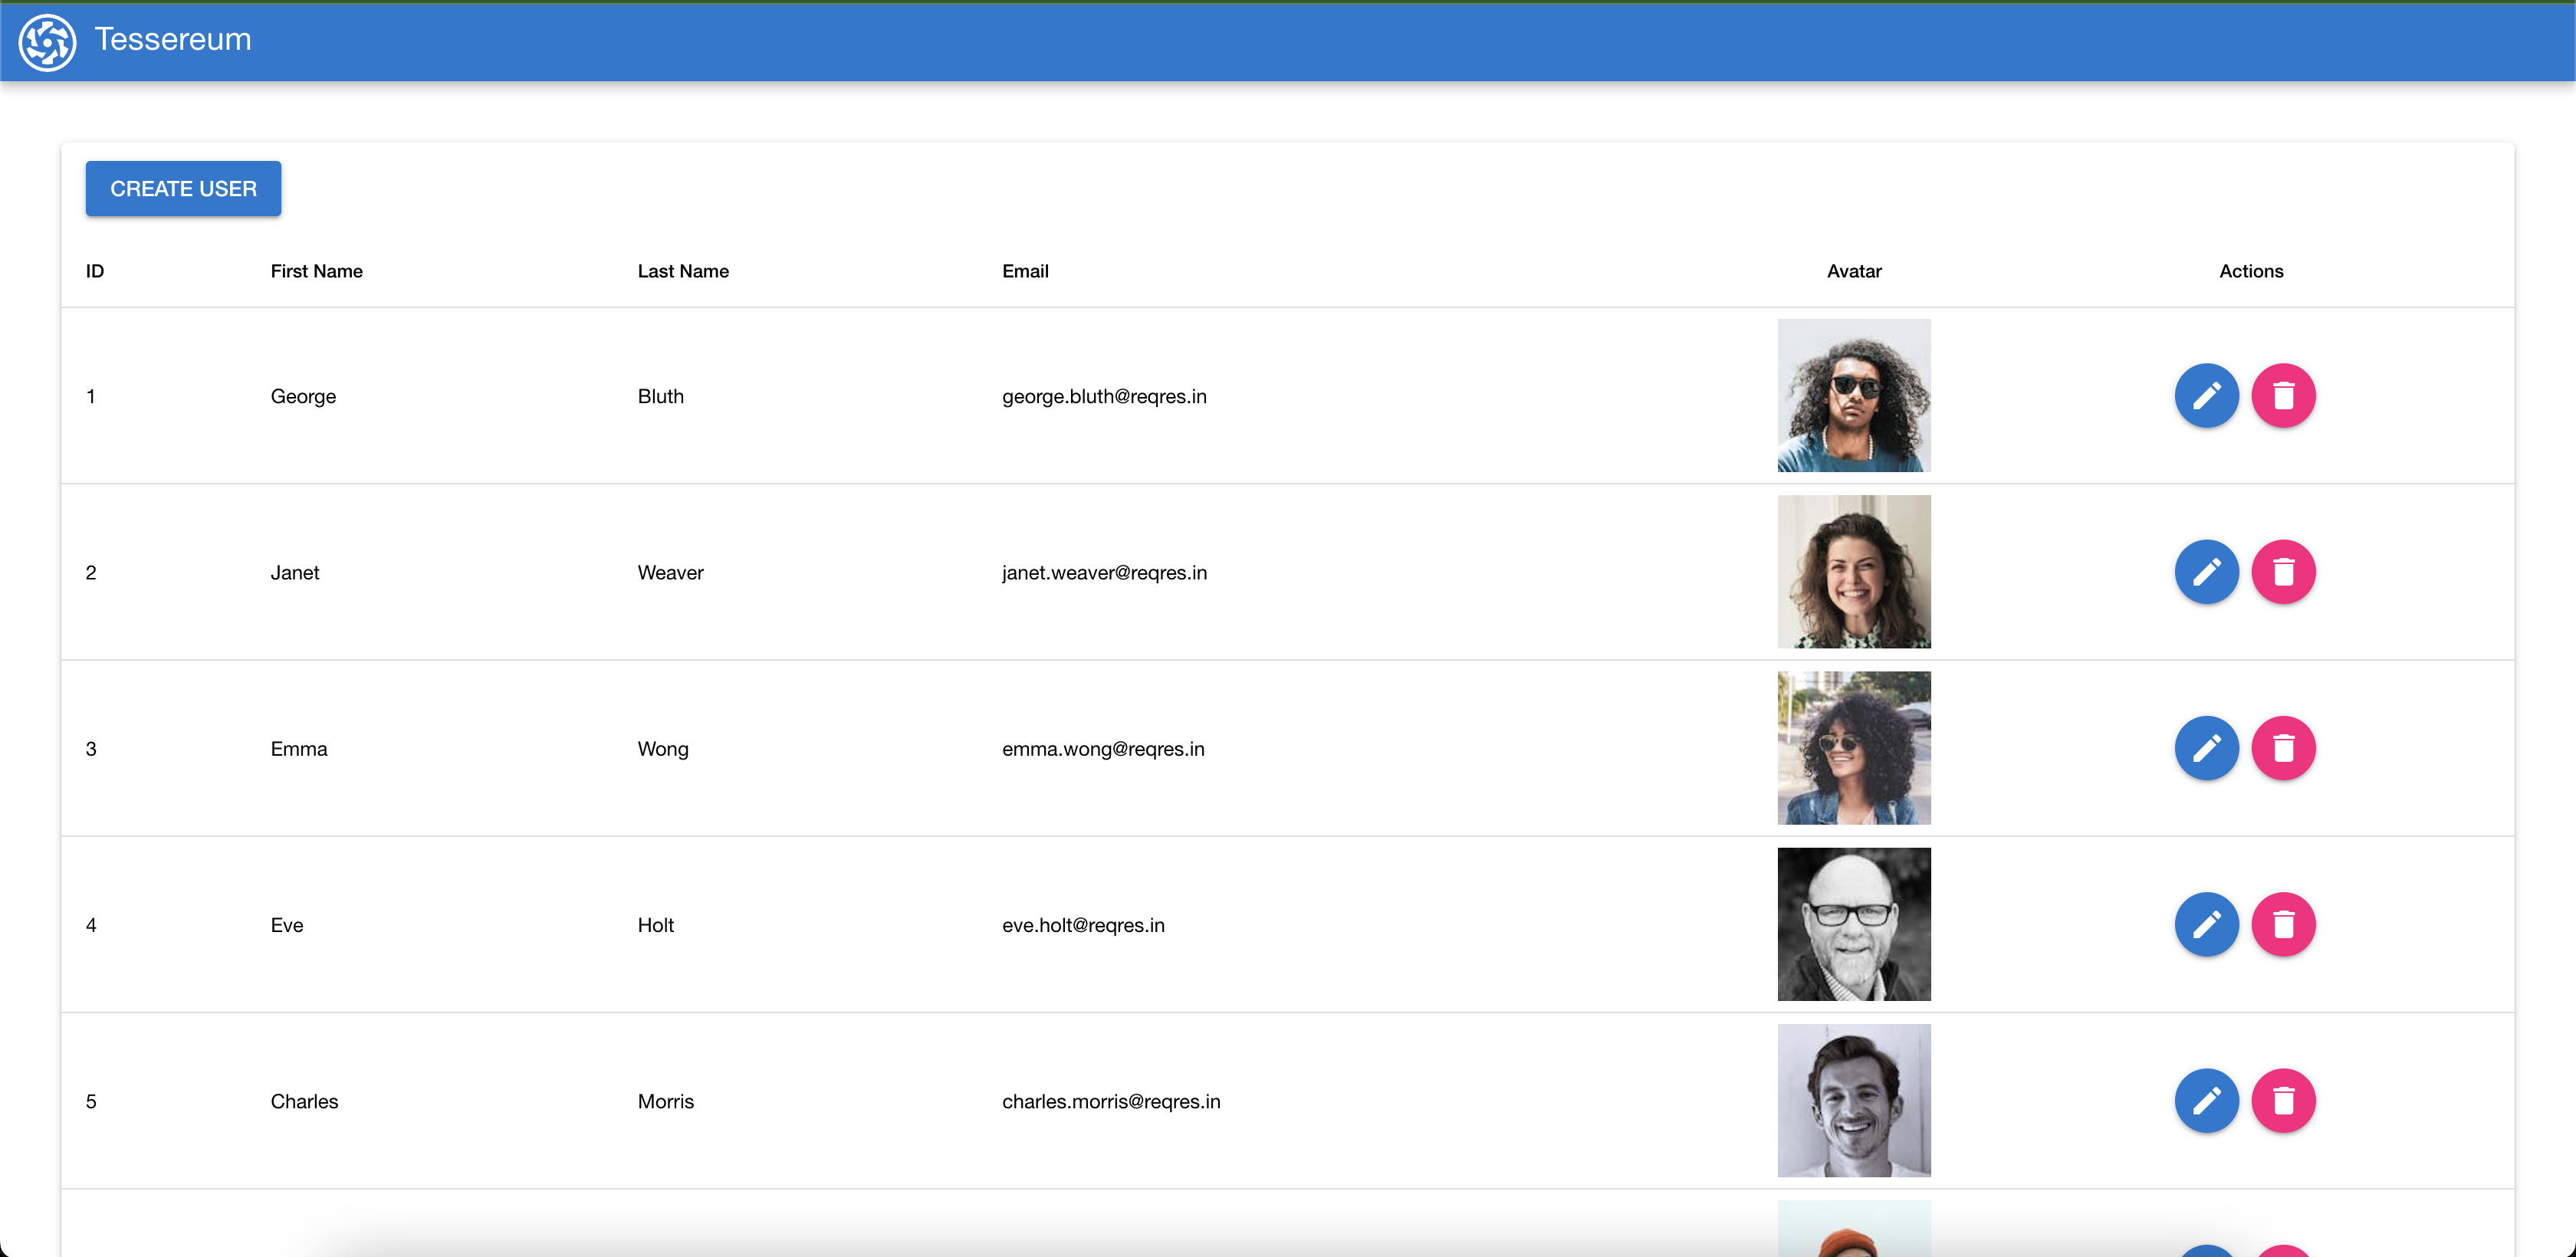 Tessereum
CREATE USER
ID First Name Last Name Email Avatar Actions
1 George Bluth george.bluth@reqres.in
2 Janet Weaver janet.weaver@reqres.in
3 Emma Wong emma.wong@reqres.in
4 Eve Holt eve.holt@reqres.in
5 Charles Morris charles.morris@reqres.in